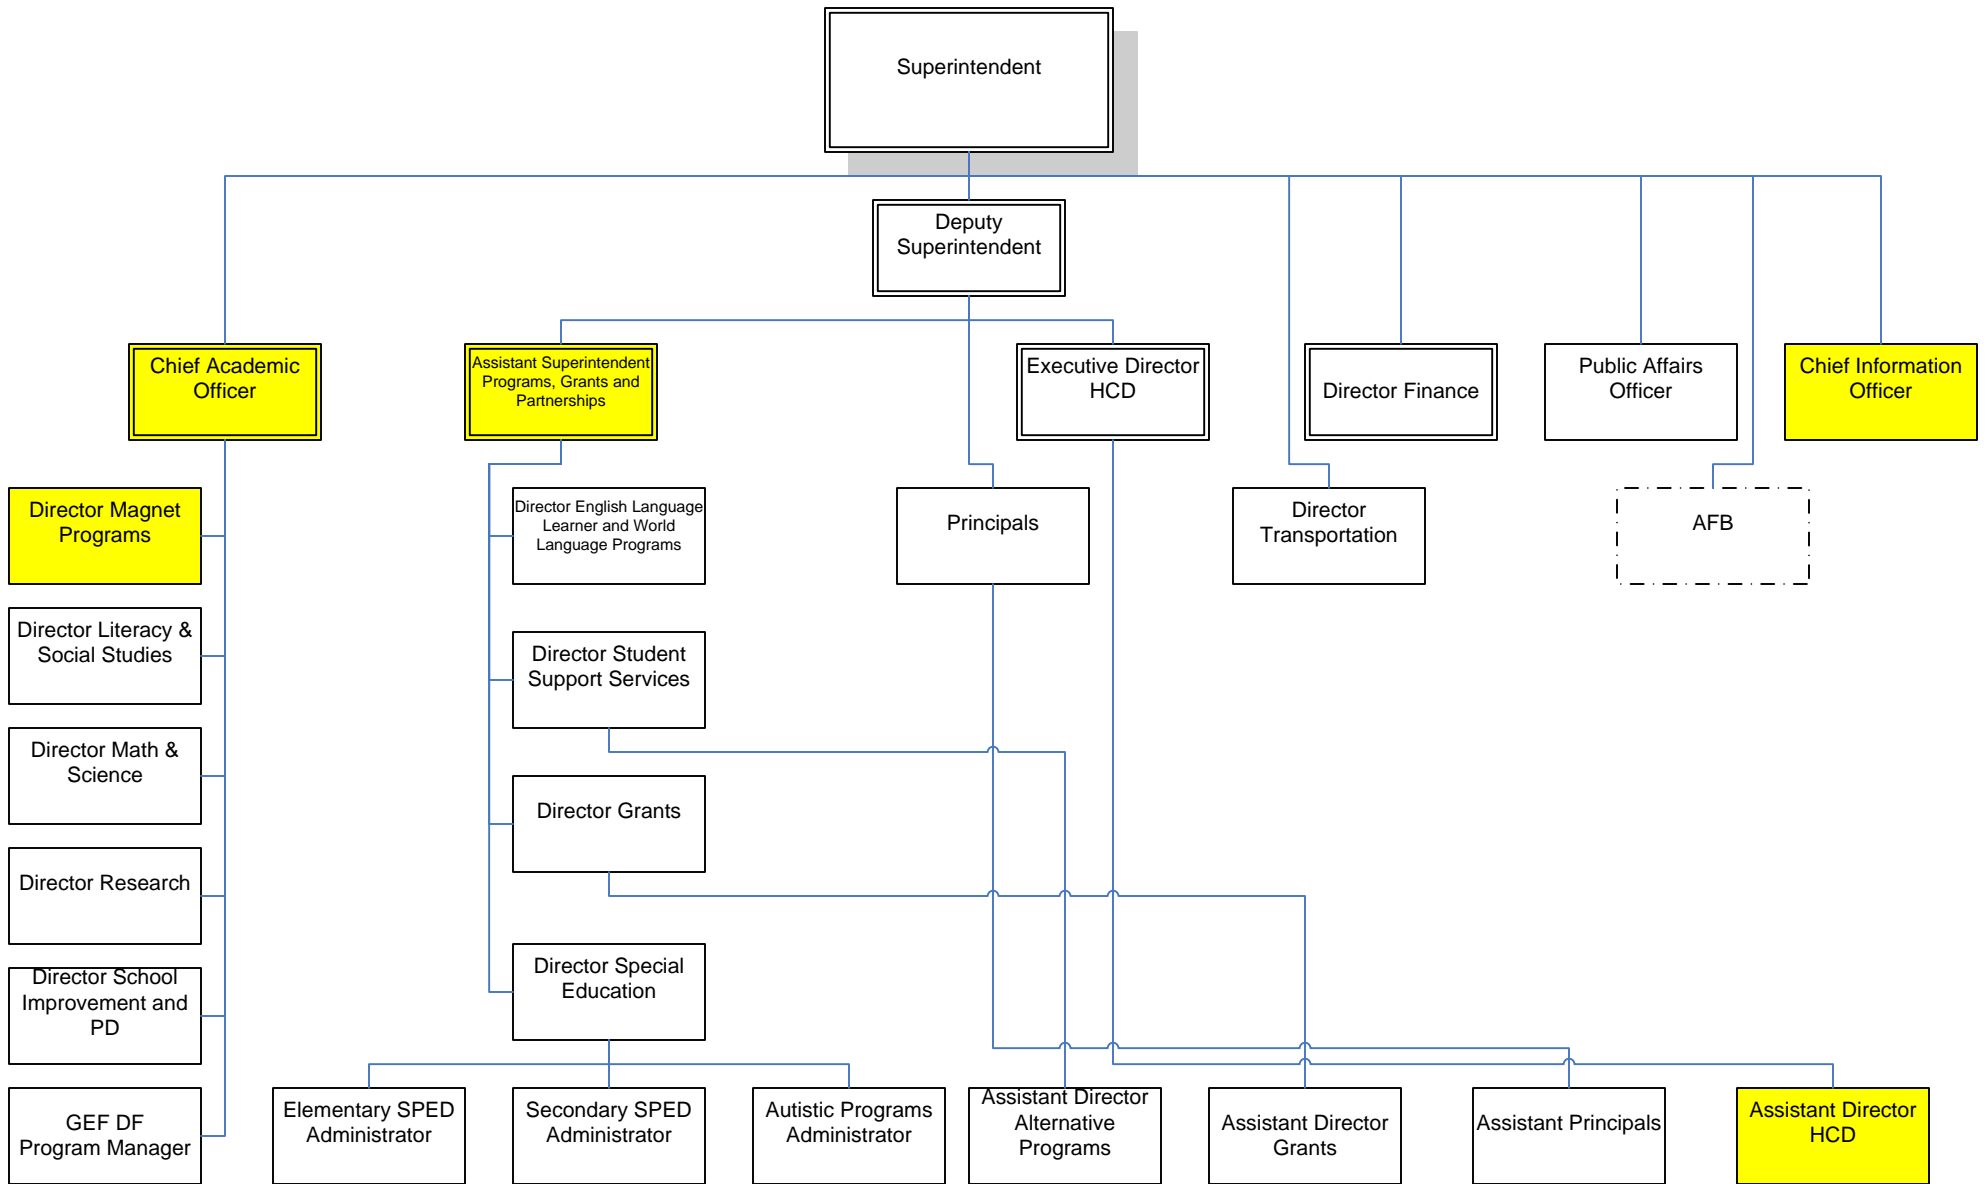 Superintendent
Deputy
Superintendent
Chief Academic
Officer
Assistant Superintendent
Programs, Grants and
Partnerships
Executive Director
HCD
Director Finance
Public Affairs
Officer
Chief Information
Officer
Director Magnet
Programs
Director English Language
Learner and World
Language Programs
Principals
Director
Transportation
AFB
Director Literacy &
Social Studies
Director Student
Support Services
Director Math &
Science
Director Grants
Director Research
Director School
Improvement and
PD
Director Special
Education
GEF DF
Program Manager
Elementary SPED
Administrator
Secondary SPED
Administrator
Autistic Programs
Administrator
Assistant Director
Alternative
Programs
Assistant Director
Grants
Assistant Principals
Assistant Director
HCD